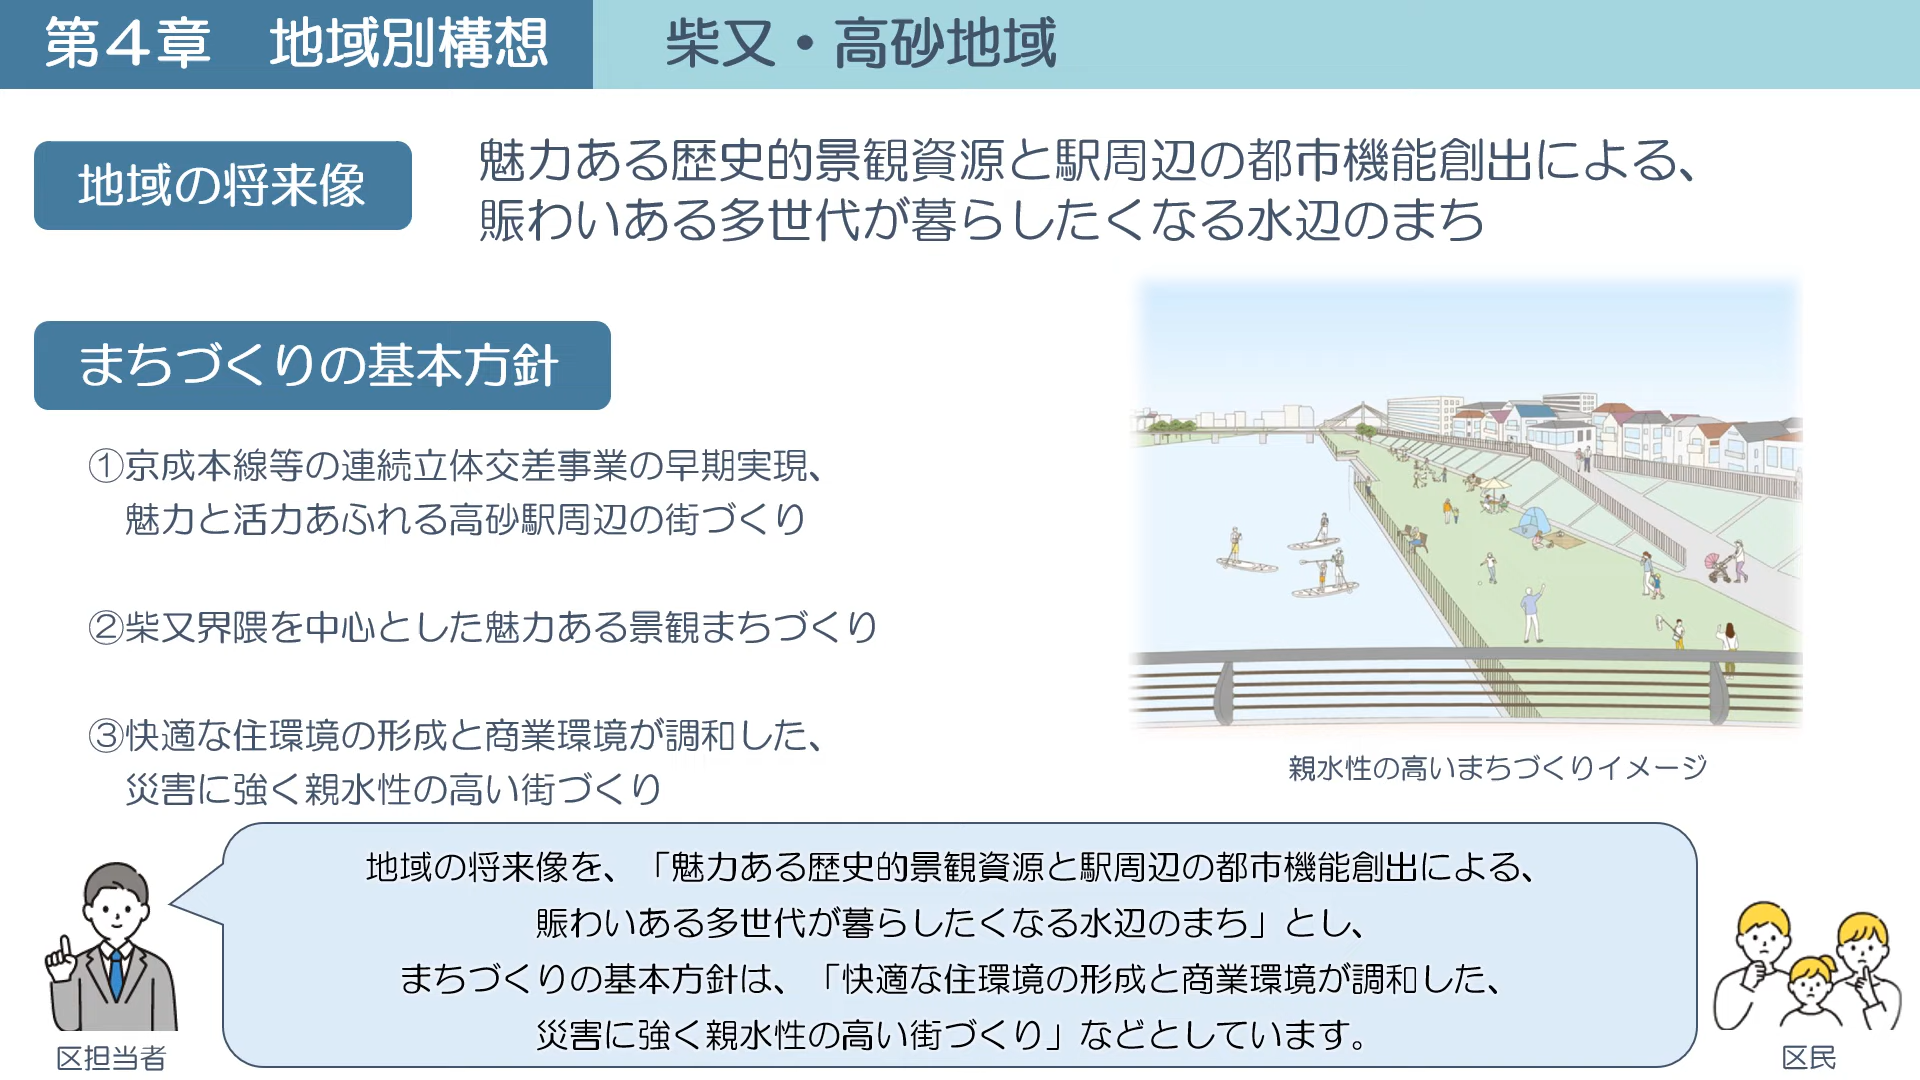 第4章　地域別構想　柴又・高砂地域
地域の将来像
魅力ある歴史的景観資源と駅周辺の都市機能創出による、
賑わいある多世代が暮らしたくなる水辺のまち
まちづくりの基本方針
①京成本線等の連続立体交差事業の早期実現、
魅力と活力あふれる高砂駅周辺の街づくり
②柴又界隈を中心とした魅力ある景観まちづくり
③快適な住環境の形成と商業環境が調和した、
災害に強く親水性の高い街づくり
親水性の高いまちづくりイメージ
地域の将来像を、「魅力ある歴史的景観資源と駅周辺の都市機能創出による、
賑わいある多世代が暮らしたくなる水辺のまち」とし、
まちづくりの基本方針は、「快適な住環境の形成と商業環境が調和した、
災害に強く親水性の高い街づくり」などとしています。
区担当者
区民